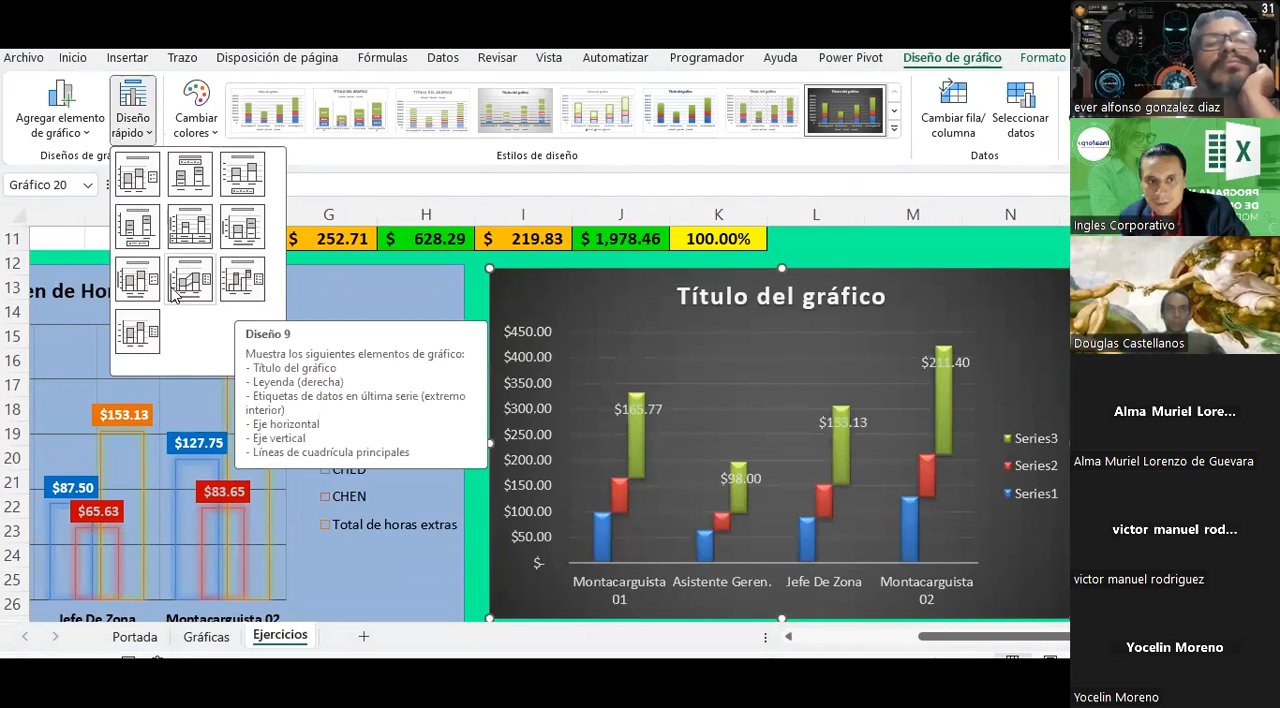 Archivo Inicio Insertar Trazo Disposición de página Fórmulas Datos Revisar Vista Automatizar Programador Ayuda Power Pivot Diseño de gráfico Formato
Agregar elemento de gráfico
Diseño rápido
Cambiar colores
Cambiar fila/ columna
Seleccionar datos
Diseños de grá
Estilos de diseño
Datos
Gráfico 20
G H I J K L M N
11 $ 252.71 $ 628.29 $ 219.83 $ 1,978.46 100.00%
12
13
14
15
16
17
18
19
20
21
22
23
24
25
26
en de Hor
Diseño 9
Muestra los siguientes elementos de gráfico:
- Título del gráfico
- Leyenda (derecha)
- Etiquetas de datos en última serie (extremo
interior)
- Eje horizontal
- Eje vertical
- Líneas de cuadrícula principales
$153.13
$127.75
$87.50
$83.65
$65.63
CHED
CHEN
Total de horas extras
Jefe De Zona Montacarguista 02
Título del gráfico
$450.00
$400.00
$350.00
$300.00
$250.00
$200.00
$150.00
$100.00
$50.00
$-
$165.77
$98.00
$153.13
$211.40
Montacarguista
01
Asistente Geren.
Jefe De Zona
Montacarguista
02
Series3
Series2
Series1
Portada Gráficas Ejercicios
31
ever alfonso gonzalez diaz
X
Ingles Corporativo
Douglas Castellanos
Alma Muriel Lore...
Alma Muriel Lorenzo de Guevara
victor manuel rod...
victor manuel rodriguez
Yocelin Moreno
Yocelin Moreno